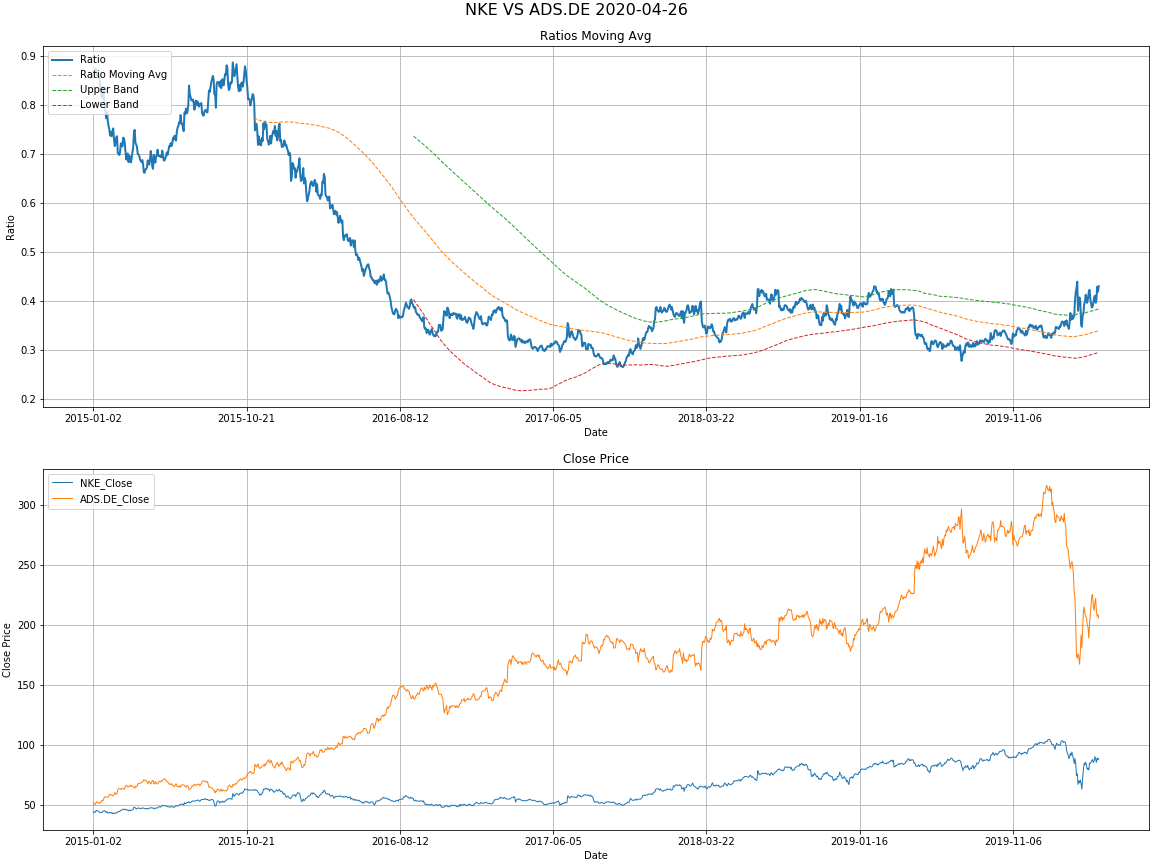 NKE VS ADS.DE 2020-04-26
Ratios Moving Avg
Ratio
Ratio Moving Avg
Upper Band
Lower Band
0.9
0.8
0.7
0.6
0.5
0.4
0.3
0.2
Ratio
2015-01-02 2015-10-21 2016-08-12 2017-06-05 2018-03-22 2019-01-16 2019-11-06
Date
Close Price
NKE_Close
ADS.DE_Close
300
250
200
150
100
50
Close Price
2015-01-02 2015-10-21 2016-08-12 2017-06-05 2018-03-22 2019-01-16 2019-11-06
Date